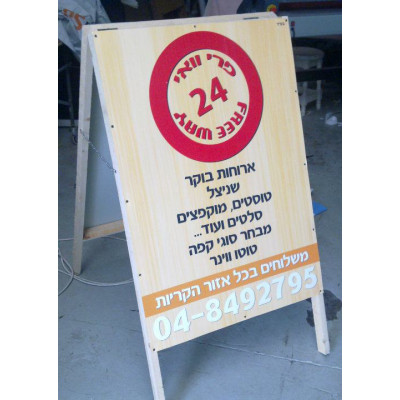 פרי וואי
24
FREE WAY
ארוחות בוקר
שניצל
טוסטים, מוקפצים
סלטים ועוד...
מבחר סוגי קפה
טוטו ווינר
משלוחים בכל אזור הקריות
04-8492795